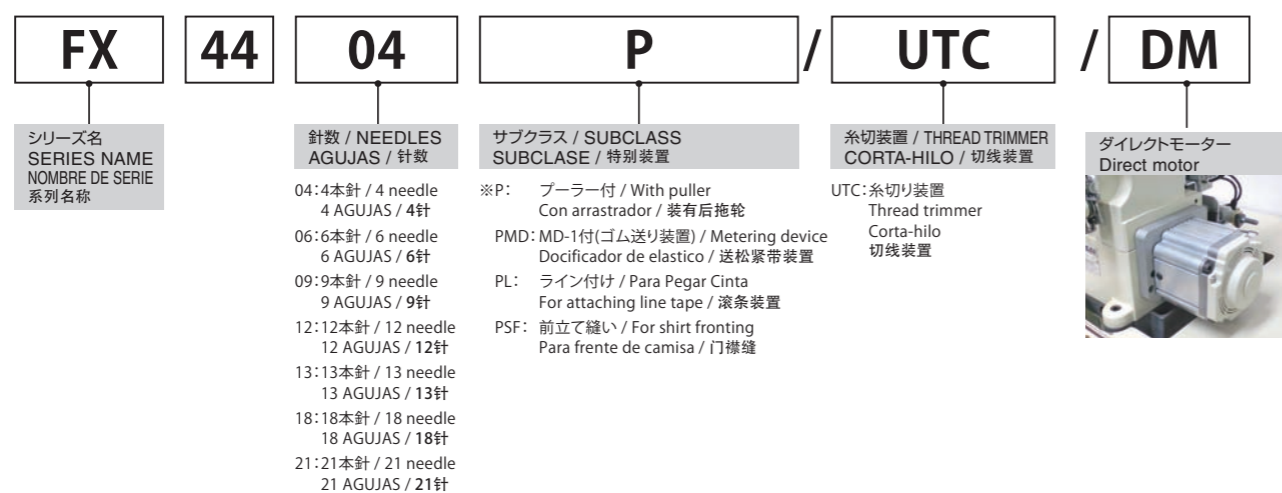 FX 44 04 P / UTC / DM
シリーズ名
SERIES NAME
NOMBRE DE SERIE
系列名称
針数 / NEEDLES
AGUJAS / 针数
04:4本針 / 4 needle
4 AGUJAS / 4针
06:6本針 / 6 needle
6 AGUJAS / 6针
09:9本針 / 9 needle
9 AGUJAS / 9针
12:12本針 / 12 needle
12 AGUJAS / 12针
13:13本針 / 13 needle
13 AGUJAS / 13针
18:18本針 / 18 needle
18 AGUJAS / 18针
21:21本針 / 21 needle
21 AGUJAS / 21针
サブクラス / SUBCLASS
SUBCLASE / 特别装置
※P: プーラー付 / With puller
Con arrastrador / 装有后拖轮
PMD:MD-1付(ゴム送り装置) / Metering device
Docificador de elastico / 送松紧带装置
PL: ライン付け / Para Pegar Cinta
For attaching line tape / 滚条装置
PSF: 前立て縫い / For shirt fronting
Para frente de camisa / 门襟缝
糸切装置 / THREAD TRIMMER
CORTA-HILO / 切线装置
UTC:糸切り装置
Thread trimmer
Corta-hilo
切线装置
ダイレクトモーター
Direct motor